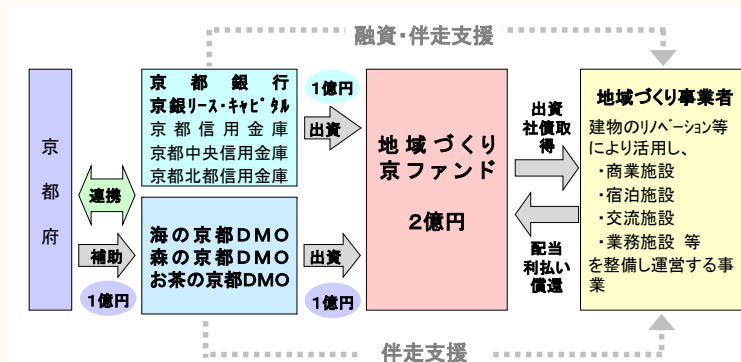 融資・伴走支援
京都府
連携
補助
1億円
京都銀行
京銀リース・キャピタル
京都信用金庫
京都中央信用金庫
京都北都信用金庫
海の京都DMO
森の京都DMO
お茶の京都DMO
1億円
出資
出資
1億円
地域づくり
京ファンド
2億円
出資
社債取
得
配当
利払い
償還
地域づくり事業者
建物のリノベーション等
により活用し、
・商業施設
・宿泊施設
・交流施設
・業務施設 等
を整備し運営する事
業
伴走支援